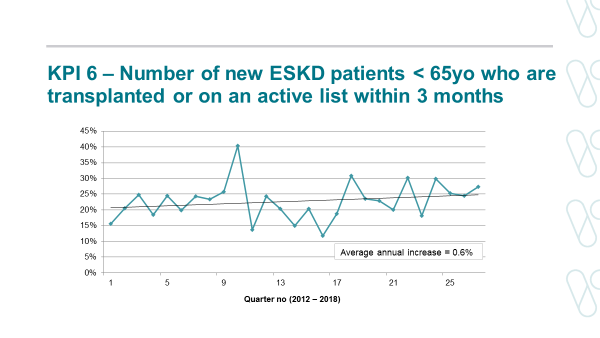 KPI 6 – Number of new ESKD patients < 65yo who are
transplanted or on an active list within 3 months
45%
40%
35%
30%
25%
20%
15%
10%
5%
0%
Average annual increase = 0.6%
1 5 9 13 17 21 25
Quarter no (2012 – 2018)